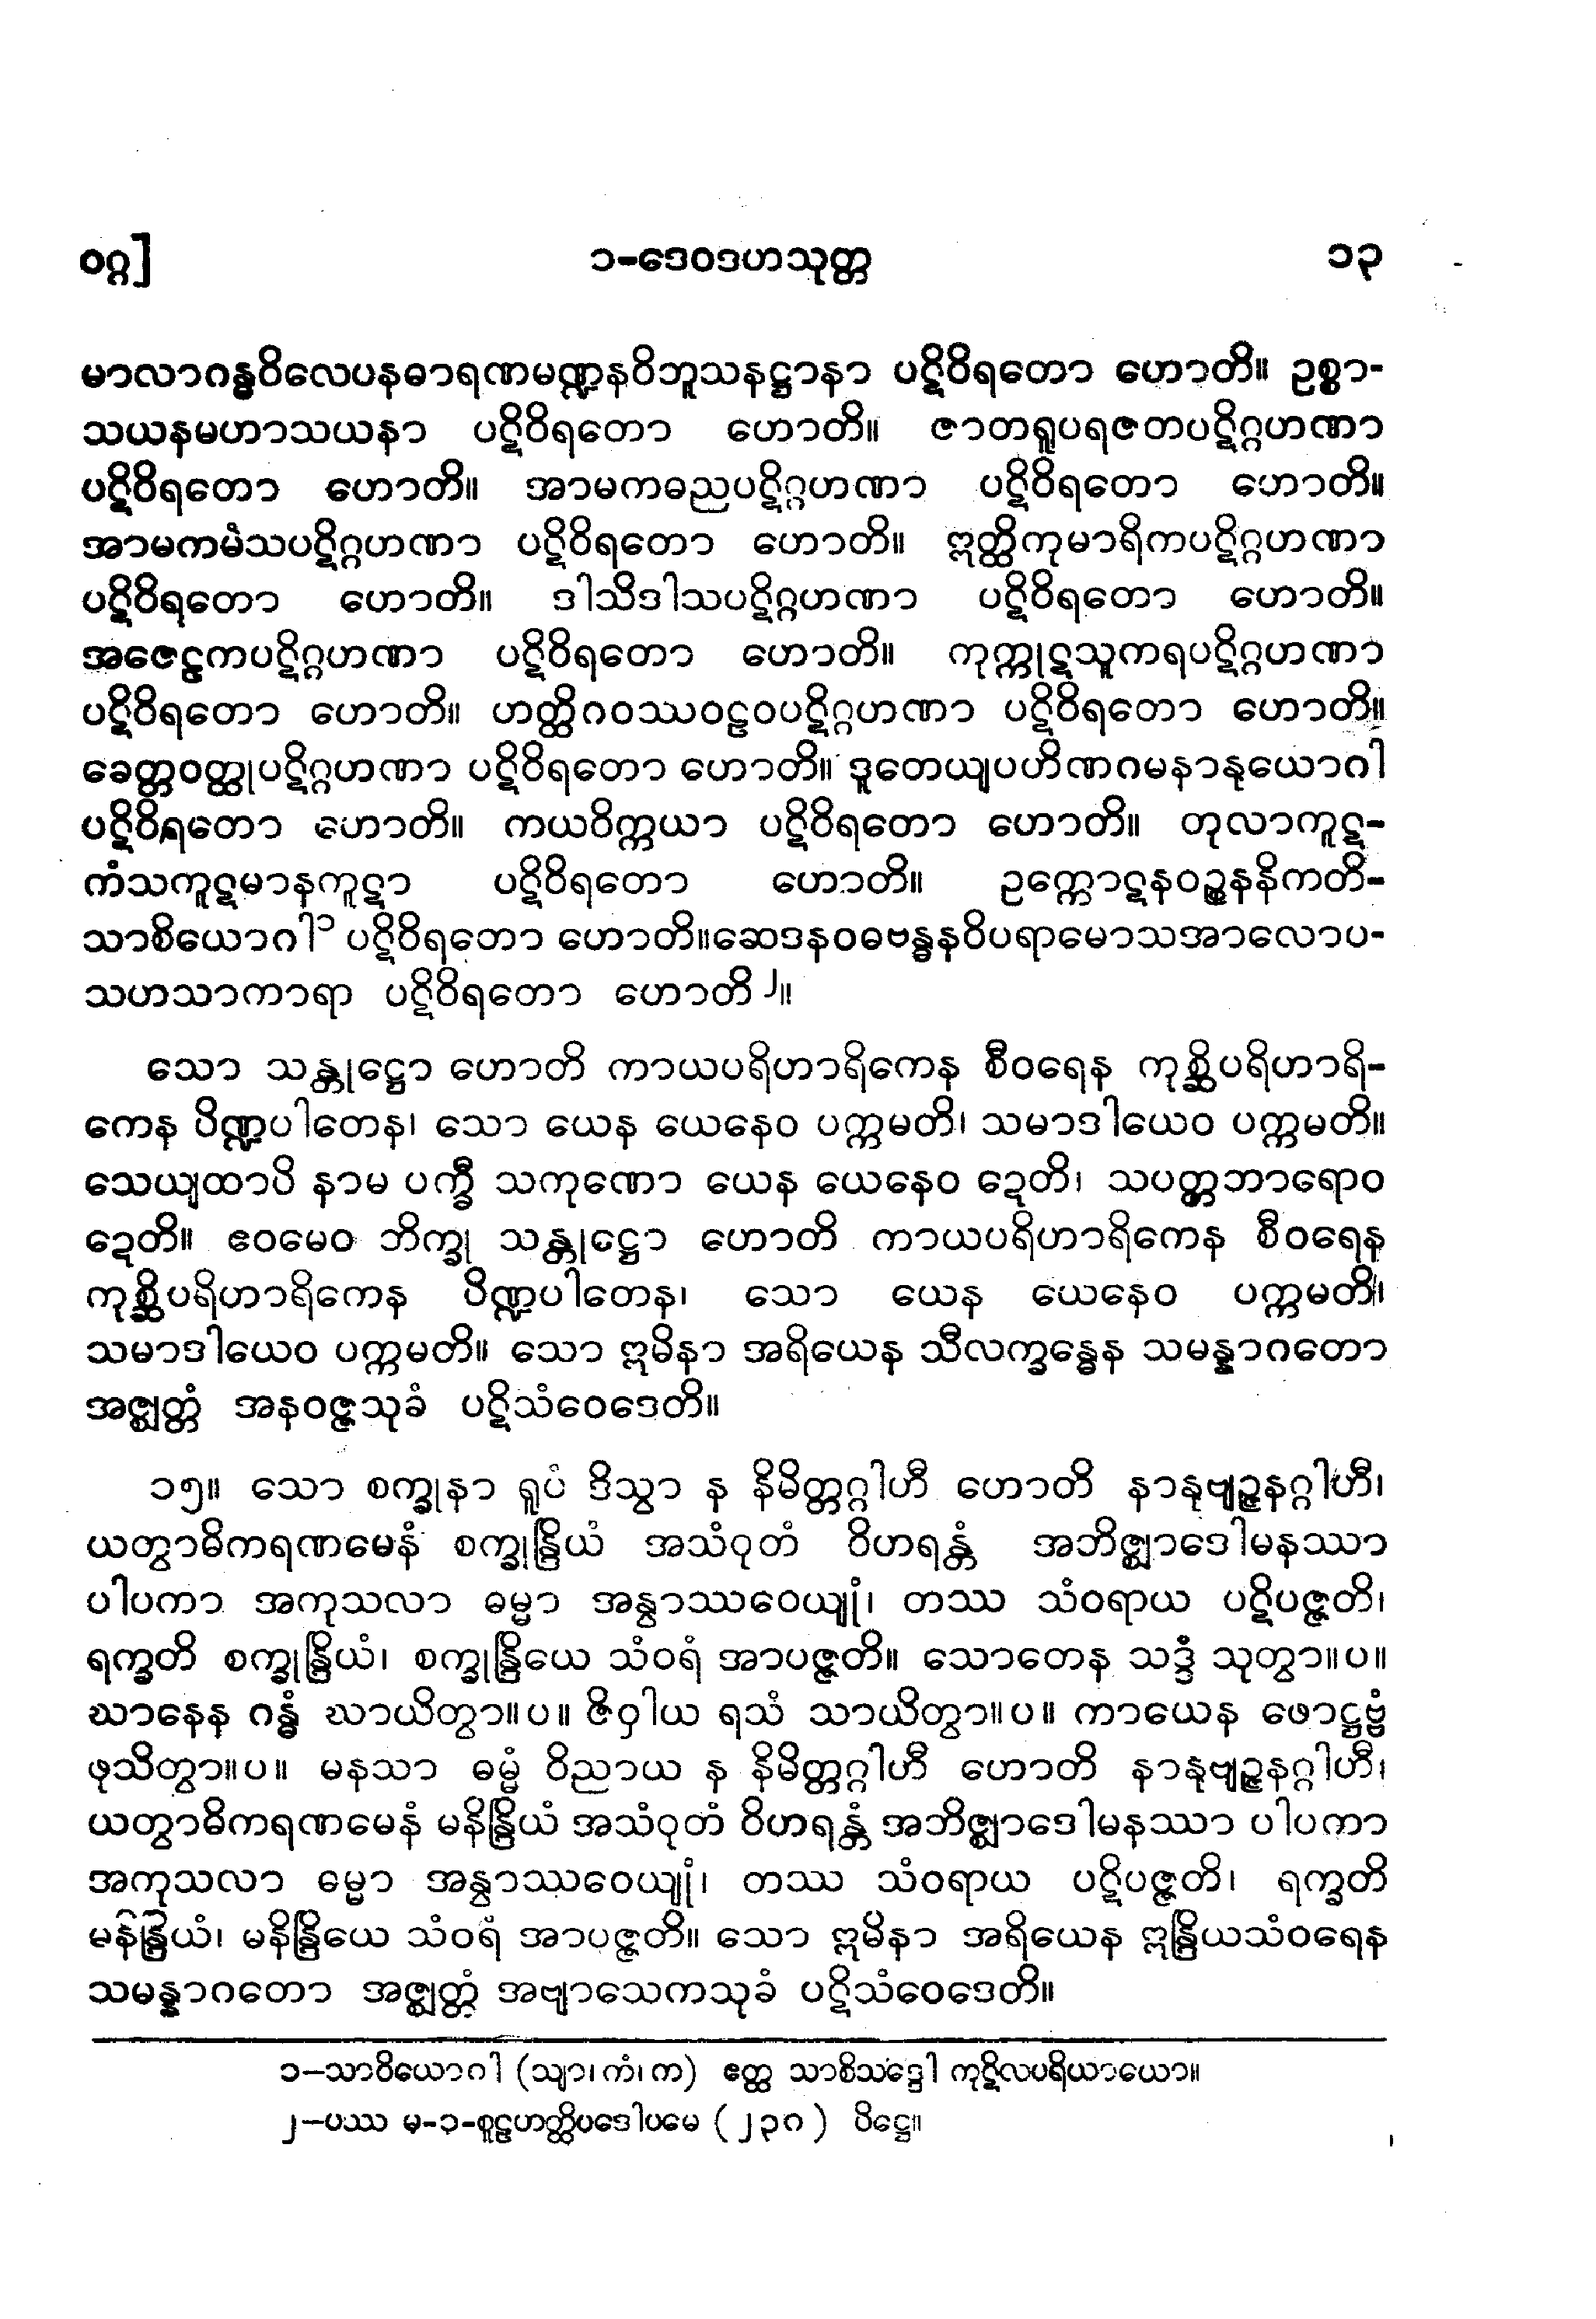 ဝဂ္ဂ] ၁-ဒေဝဒဟသုတ္တ ၁၃
မာလာဂန္ဓဝိလေပနဓာရဏမဏ္ဍနဝိဘူသနဋ္ဌာနာ ပဋိဝိရတော ဟောတိ။ ဥစ္စာ-
သယနမဟာသယနာ ပဋိဝိရတော ဟောတိ။ ဇာတရူပရဇတပဋိဂ္ဂဟဏာ
ပဋိဝိရတော ဟောတိ။ အာမကဓညပဋိဂ္ဂဟဏာ ပဋိဝိရတော ဟောတိ။
အာမကမံသပဋိဂ္ဂဟဏာ ပဋိဝိရတော ဟောတိ။ ဣတ္ထိကုမာရိကပဋိဂ္ဂဟဏာ
ပဋိဝိရတော ဟောတိ။ ဒါသိဒါသပဋိဂ္ဂဟဏာ ပဋိဝိရတော ဟောတိ။
အဇေဠကပဋိဂ္ဂဟဏာ ပဋိဝိရတော ဟောတိ။ ကုက္ကုဋသူကရပဋိဂ္ဂဟဏာ
ပဋိဝိရတော ဟောတိ။ ဟတ္ထိဂဝဿဝဠဝပဋိဂ္ဂဟဏာ ပဋိဝိရတော ဟောတိ။
ခေတ္တဝတ္ထုပဋိဂ္ဂဟဏာ ပဋိဝိရတော ဟောတိ။ ဒူတေယျပဟိဏဂမနာနုယောဂါ
ပဋိဝိရတော ဟောတိ။ ကယဝိက္ကယာ ပဋိဝိရတော ဟောတိ။ တုလာကူဋ-
ကံသကူဋမာနကူဋာ ပဋိဝိရတော ဟောတိ။ ဥက္ကောဋနဝဉ္စနနိကတိ-
သာစိယောဂါ ၁ ပဋိဝိရတော ဟောတိ။ ဆေဒနဝဓဗန္ဓနဝိပရာမောသအာလောပ-
သဟသာကာရာ ပဋိဝိရတော ဟောတိ ၂။
သော သန္တုဋ္ဌော ဟောတိ ကာယပရိဟာရိကေန စီဝရေန ကုစ္ဆိပရိဟာရိ-
ကေန ပိဏ္ဍပါတေန၊ သော ယေန ယေနေဝ ပက္ကမတိ၊ သမာဒါယေဝ ပက္ကမတိ။
သေယျထာပိ နာမ ပက္ခီ သကုဏော ယေန ယေနေဝ ဍေတိ၊ သပတ္တဘာရောဝ
ဍေတိ။ ဧဝမေဝ ဘိက္ခု သန္တုဋ္ဌော ဟောတိ ကာယပရိဟာရိကေန စီဝရေန
ကုစ္ဆိပရိဟာရိကေန ပိဏ္ဍပါတေန၊ သော ယေန ယေနေဝ ပက္ကမတိ၊
သမာဒါယေဝ ပက္ကမတိ။ သော ဣမိနာ အရိယေန သီလက္ခန္ဓေန သမန္နာဂတော
အဇ္ဈတ္တံ အနဝဇ္ဇသုခံ ပဋိသံဝေဒေတိ။
၁၅။ သော စက္ခုနာ ရူပံ ဒိသွာ န နိမိတ္တဂ္ဂါဟီ ဟောတိ နာနုဗျဉ္ဇနဂ္ဂါဟီ၊
ယတွာဓိကရဏမေနံ စက္ခုန္ဒြိယံ အသံဝုတံ ဝိဟရန္တံ အဘိဇ္ဈာဒေါမနဿာ
ပါပကာ အကုသလာ ဓမ္မာ အန္വာဿဝေယျုံ၊ တဿ သံဝရာယ ပဋိပဇ္ဇတိ၊
ရက္ခတိ စက္ခုန္ဒြိယံ၊ စက္ခုန္ဒြိယေ သံဝရံ အာပဇ္ဇတိ။ သောတေန သဒ္ဒံ သုတွာ။ပ။
ဃာနေန ဂန္ဓံ ဃာယိတွာ။ပ။ ဇိဝှါယ ရသံ သာယိတွာ။ပ။ ကာယေန ဖောဋ္ဌဗ္ဗံ
ဖုသိတွာ။ပ။ မနသာ ဓမ္မံ ဝိညာယ န နိမိတ္တဂ္ဂါဟီ ဟောတိ နာနုဗျဉ္ဇနဂ္ဂါဟီ၊
ယတွာဓိကရဏမေနံ မနိန္ဒြိယံ အသံဝုတံ ဝိဟရန္တံ အဘိဇ္ဈာဒေါမနဿာ ပါပကာ
အကုသလာ ဓမ္မာ အန္വာဿဝေယျုံ၊ တဿ သံဝရာယ ပဋိပဇ္ဇတိ၊ ရက္ခတိ
မနိန္ဒြိယံ၊ မနိန္ဒြိယေ သံဝရံ အာပဇ္ဇတိ။ သော ဣမိနာ အရိယေန ဣန္ဒြိယသံဝရေန
သမန္နာဂတော အဇ္ဈတ္တံ အဗျာသေကသုခံ ပဋိသံဝေဒေတိ။
၁-သာဝိယောဂါ (သျာ၊ကံ၊က) ဧတ္ထ သာစိသဒ္ဒေါ ကုဋိလပရိယာယော။
၂-ပဿ မ-၁-စူဠဟတ္ထိပဒေါပမေ (၂၃၈) ပိဋ္ဌေ။